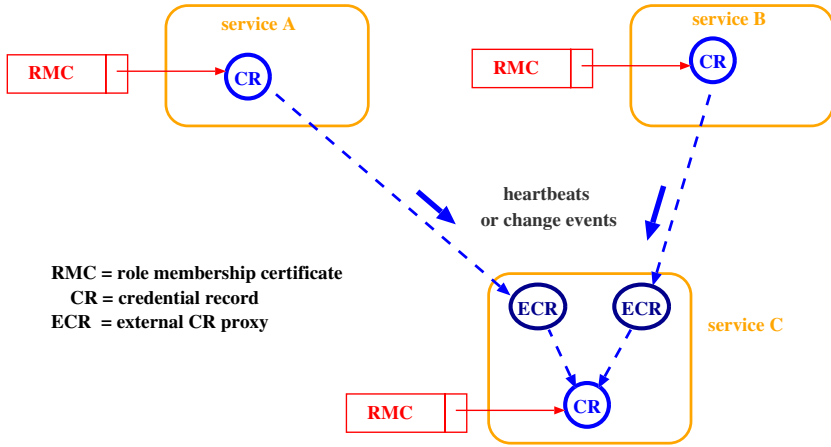 service A
service B
RMC
CR
RMC
CR
heartbeats
or change events
RMC = role membership certificate
CR = credential record
ECR = external CR proxy
ECR
ECR
service C
RMC
CR